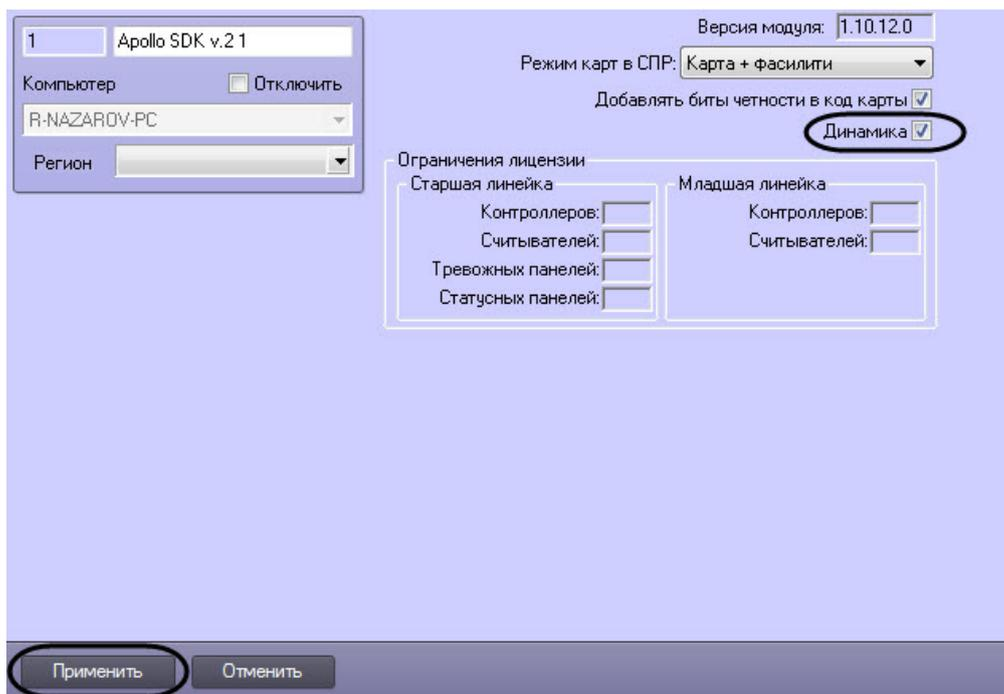 1 Apollo SDK v.2 1
Компьютер Отключить
R-NAZAROV-PC
Регион
Версия модуля: 1.10.12.0
Режим карт в СПР: Карта + фасилити
Добавлять биты четности в код карты
Динамика
Ограничения лицензии
Старшая линейка
Контроллеров:
Считывателей:
Тревожных панелей:
Статусных панелей:
Младшая линейка
Контроллеров:
Считывателей:
Применить Отменить